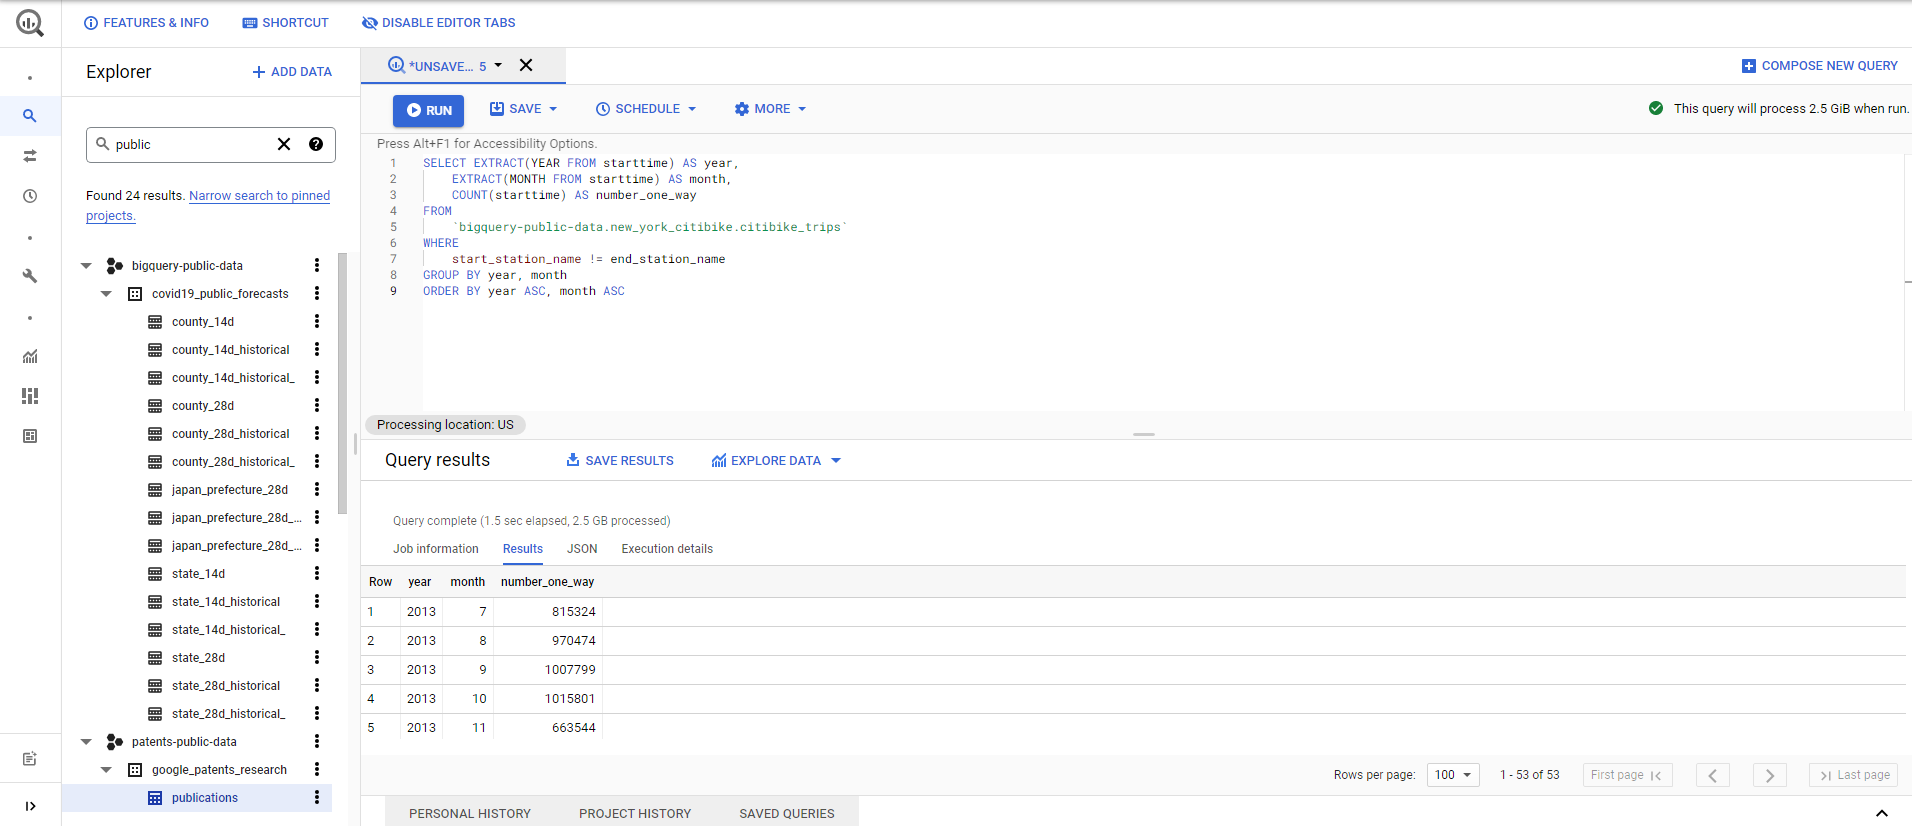 FEATURES & INFO SHORTCUT DISABLE EDITOR TABS
Explorer
ADD DATA
public
Found 24 results. Narrow search to pinned
projects.
bigquery-public-data
covid19_public_forecasts
county_14d
county_14d_historical
county_14d_historical_
county_28d
county_28d_historical
county_28d_historical_
japan_prefecture_28d
japan_prefecture_28d_...
japan_prefecture_28d_...
state_14d
state_14d_historical
state_14d_historical_
state_28d
state_28d_historical
state_28d_historical_
patents-public-data
google_patents_research
publications
*UNSAVE... 5
COMPOSE NEW QUERY
RUN SAVE SCHEDULE MORE
This query will process 2.5 GiB when run.
Press Alt+F1 for Accessibility Options.
1 SELECT EXTRACT(YEAR FROM starttime) AS year,
2 EXTRACT(MONTH FROM starttime) AS month,
3 COUNT(starttime) AS number_one_way
4 FROM
5 `bigquery-public-data.new_york_citibike.citibike_trips`
6 WHERE
7 start_station_name != end_station_name
8 GROUP BY year, month
9 ORDER BY year ASC, month ASC
Processing location: US
Query results SAVE RESULTS EXPLORE DATA
Query complete (1.5 sec elapsed, 2.5 GB processed)
Job information Results JSON Execution details
Row year month number_one_way
1 2013 7 815324
2 2013 8 970474
3 2013 9 1007799
4 2013 10 1015801
5 2013 11 663544
Rows per page: 100 1 - 53 of 53 First page Last page
PERSONAL HISTORY PROJECT HISTORY SAVED QUERIES